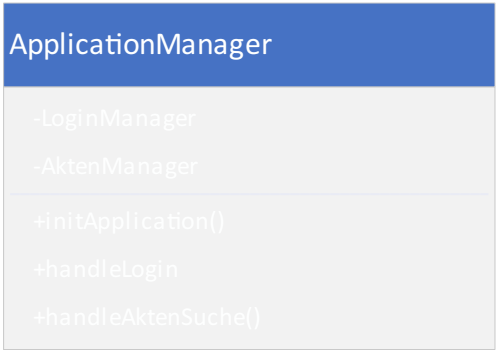 ApplicationManager
-LoginManager
-AktenManager
+initApplication()
+handleLogin
+handleAktenSuche()